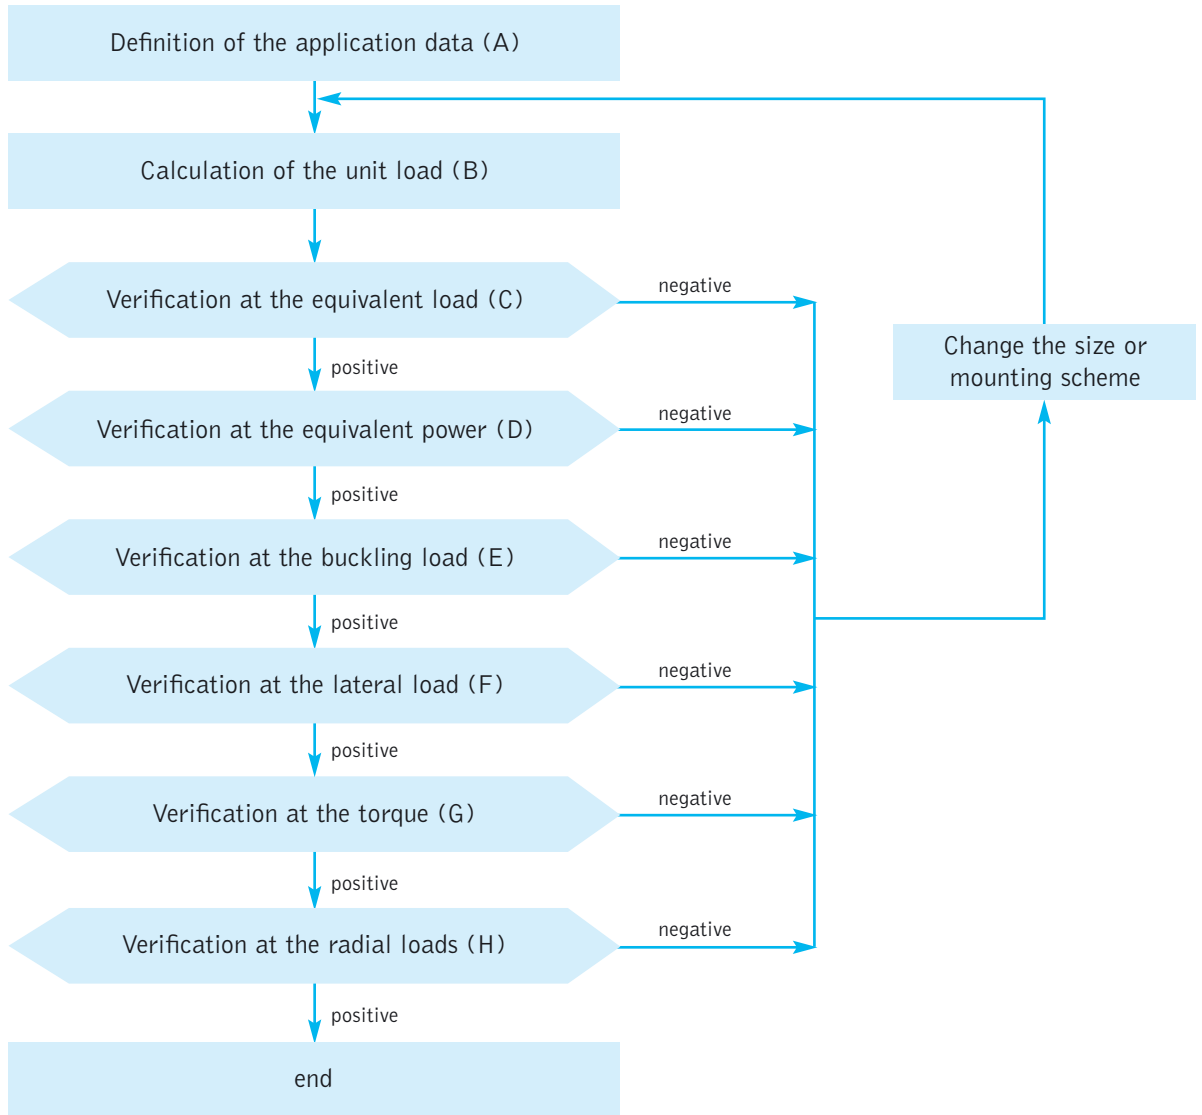 Definition of the application data (A)
Calculation of the unit load (B)
Verification at the equivalent load (C)
negative
positive
Change the size or
mounting scheme
Verification at the equivalent power (D)
negative
positive
Verification at the buckling load (E)
negative
positive
Verification at the lateral load (F)
negative
positive
Verification at the torque (G)
negative
positive
Verification at the radial loads (H)
negative
positive
end